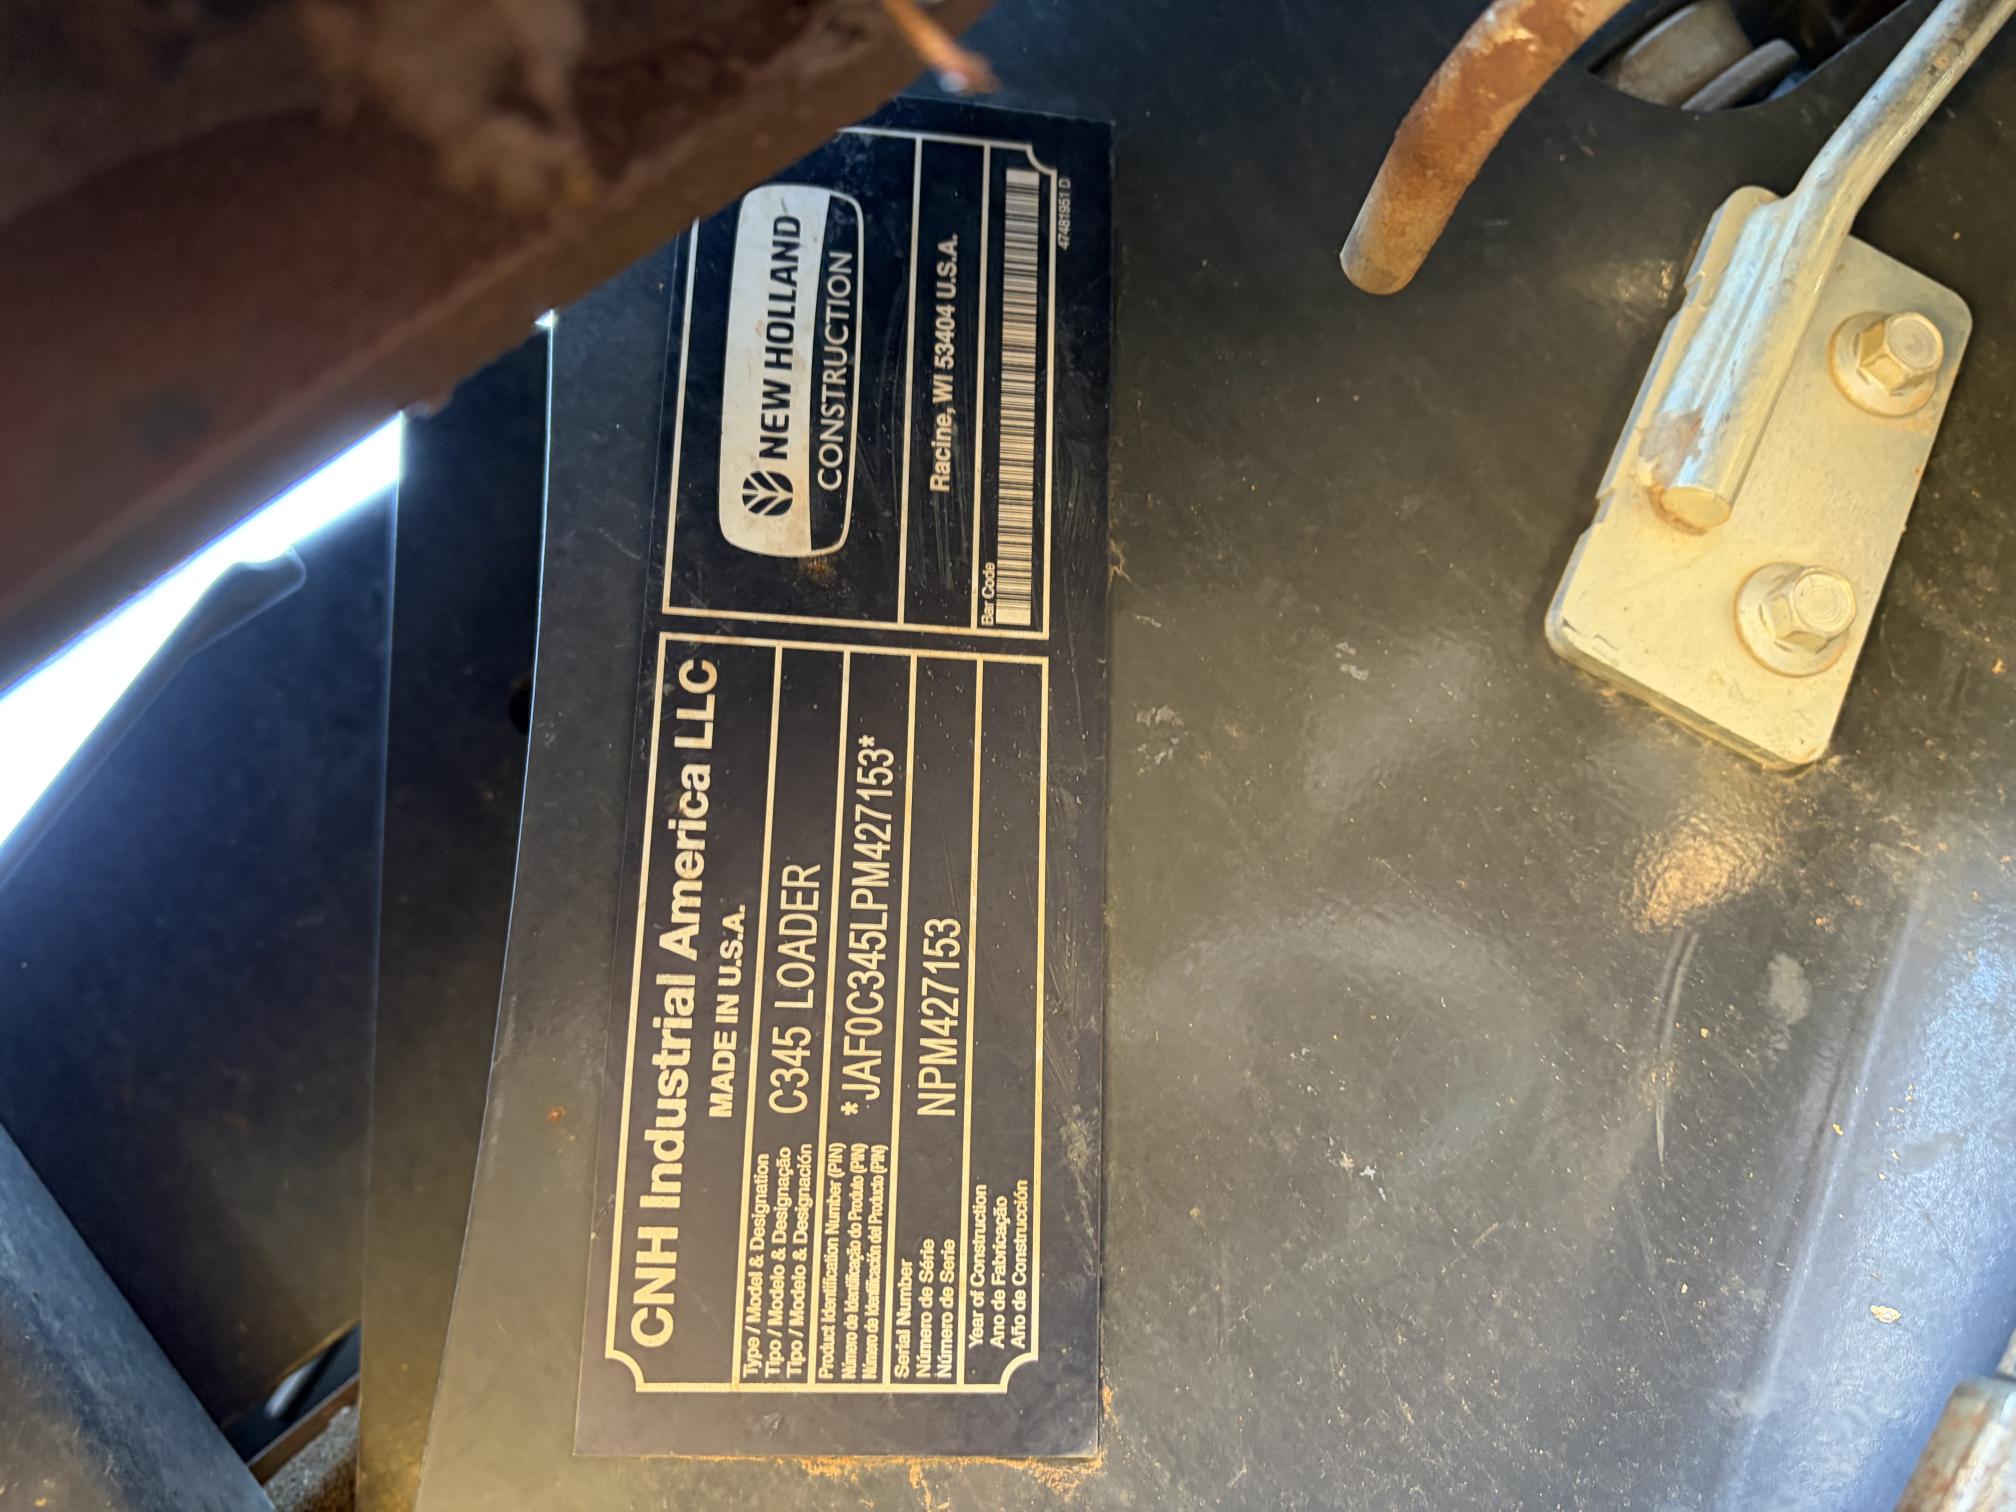 CNH Industrial America LLC
MADE IN U.S.A.
Type / Model & Designation
Tipo / Modelo & Designação
Tipo / Modelo & Designación
C345 LOADER
Product Identification Number (PIN)
Número de Identificação do Produto (PIN)
Número de Identificación del Producto (PIN)
*JAF0C345LPM427153*
Serial Number
Número de Série
Número de Serie
NPM427153
Year of Construction
Ano de Fabricação
Año de Construcción
NEW HOLLAND
CONSTRUCTION
Racine, WI 53404 U.S.A.
Bar Code
47481951 D